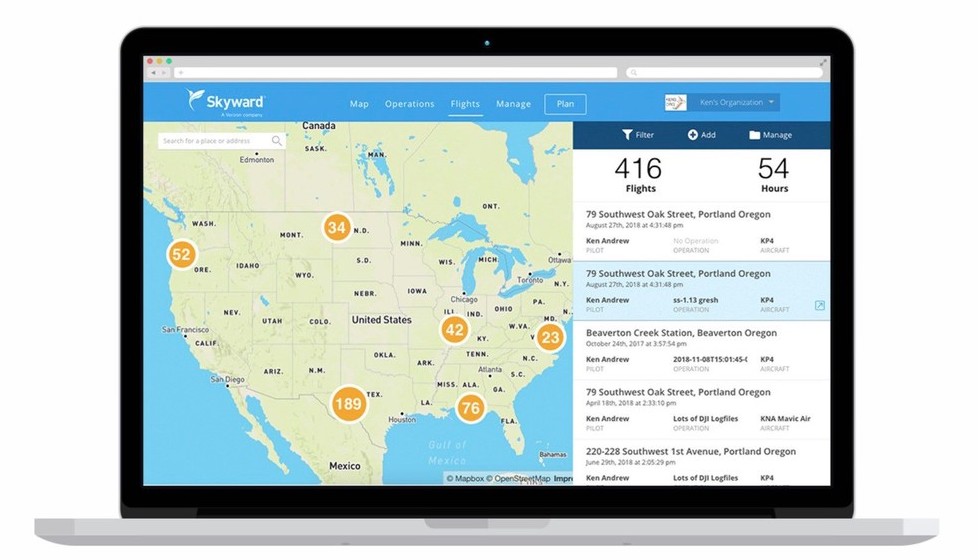 Skyward
A Verizon company
Map Operations Flights Manage Plan
Ken's Organization
Search for a place or address
Filter Add Manage
416 54
Flights Hours
79 Southwest Oak Street, Portland Oregon
August 27th, 2018 at 4:31:48 pm
Ken Andrew No Operation KP4
PILOT OPERATION AIRCRAFT
79 Southwest Oak Street, Portland Oregon
August 27th, 2018 at 4:31:48 pm
Ken Andrew ss-1.13 gresh KP4
PILOT OPERATION AIRCRAFT
Beaverton Creek Station, Beaverton Oregon
October 24th, 2017 at 3:57:54 pm
Ken Andrew 2018-11-08T15:01:45-0 KP4
PILOT OPERATION AIRCRAFT
79 Southwest Oak Street, Portland Oregon
April 18th, 2018 at 2:33:10 pm
Ken Andrew Lots of DJI Logfiles KNA Mavic Air
PILOT OPERATION AIRCRAFT
220-228 Southwest 1st Avenue, Portland Oregon
June 29th, 2018 at 2:05:29 pm
Ken Andrew Lots of DJI Logfiles KP4
Canada
SASK.
MAN.
Edmonton
ONT.
WASH.
34 N.D.
MONT.
MINN.
52
ORE.
IDAHO
S.D.
WIS.
MICH.
Ottawa
WYO.
Toronto
N.Y.
NEBR.
IOWA
Chicago
PA.
NEV.
UTAH
COLO.
United States
ILL.
IND.
OHIO
MD.
San Francisco
42
W.VA.
23
CALIF.
KY.
OKLA.
TENN.
N.C.
ARIZ.
N.M.
ARK.
Atlanta
S.C.
San Diego
MISS. ALA.
GA.
189 TEX.
LA.
76
Houston
FLA.
Gulf of
Mexico
Bahamas
Mexico
© Mapbox © OpenStreetMap Impro